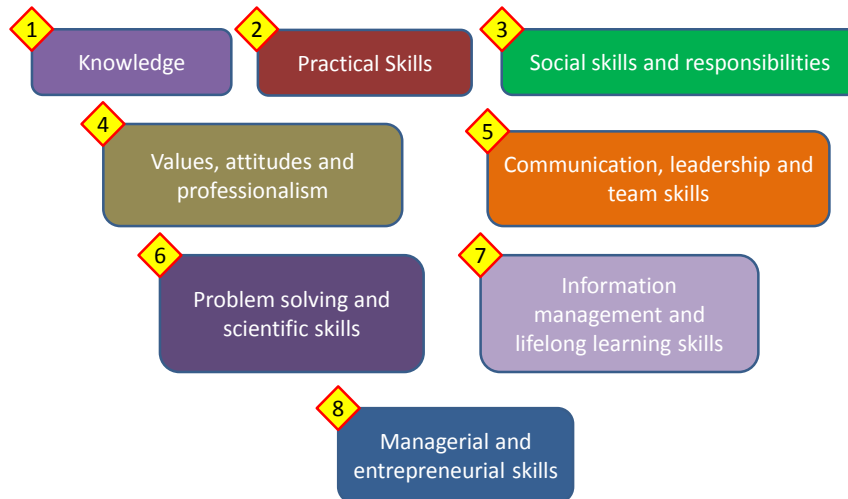 1
Knowledge
2
Practical Skills
3
Social skills and responsibilities
4
Values, attitudes and
professionalism
5
Communication, leadership and
team skills
6
Problem solving and
scientific skills
7
Information
management and
lifelong learning skills
8
Managerial and
entrepreneurial skills